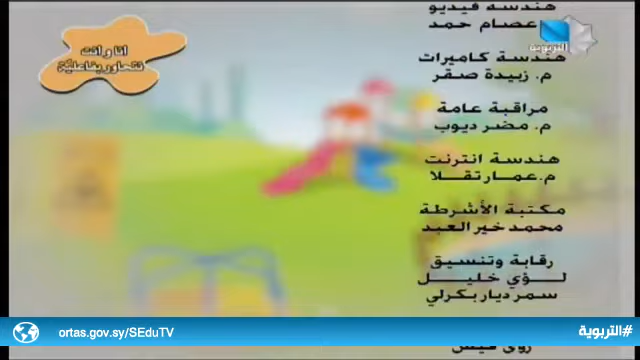 هندسة فيديو
عصام حمد
التربوية
أنا وأنت
نتحاور بفاعلية
هندسة كاميرات
م. زبيدة صقر
مراقبة عامة
م. مضر ديوب
هندسة انترنت
م.عمار تقلا
مكتبة الأشرطة
محمد خير العبد
رقابة وتنسيق
لؤي خليل
سمر ديار بكرلي
ortas.gov.sy/SEduTV
#التربوية